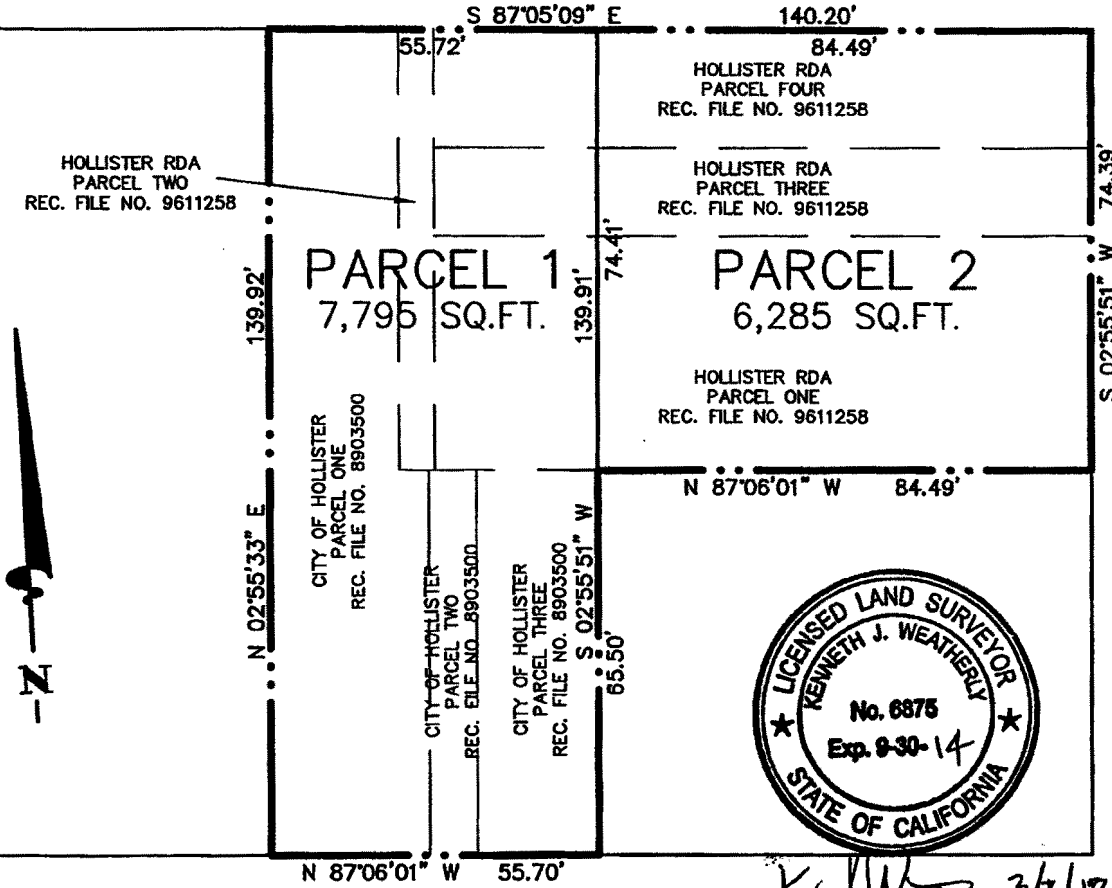 S 87°05'09" E 140.20'
55.72' 84.49'
HOLLISTER RDA
PARCEL FOUR
REC. FILE NO. 9611258
HOLLISTER RDA
PARCEL TWO
REC. FILE NO. 9611258
HOLLISTER RDA
PARCEL THREE
REC. FILE NO. 9611258
74.39'
S 02°55'51" W
PARCEL 1
7,795 SQ.FT.
139.92'
N 02°55'33" E
139.91'
74.41'
PARCEL 2
6,285 SQ.FT.
HOLLISTER RDA
PARCEL ONE
REC. FILE NO. 9611258
N 87°06'01" W 84.49'
CITY OF HOLLISTER
PARCEL ONE
REC. FILE NO. 8903500
CITY OF HOLLISTER
PARCEL TWO
REC. FILE NO. 8903500
CITY OF HOLLISTER
PARCEL THREE
REC. FILE NO. 8903500
S 02°55'51" W
65.50'
N
LICENSED LAND SURVEYOR
KENNETH J. WEATHERLY
No. 6875
Exp. 9-30-14
STATE OF CALIFORNIA
N 87°06'01" W 55.70'